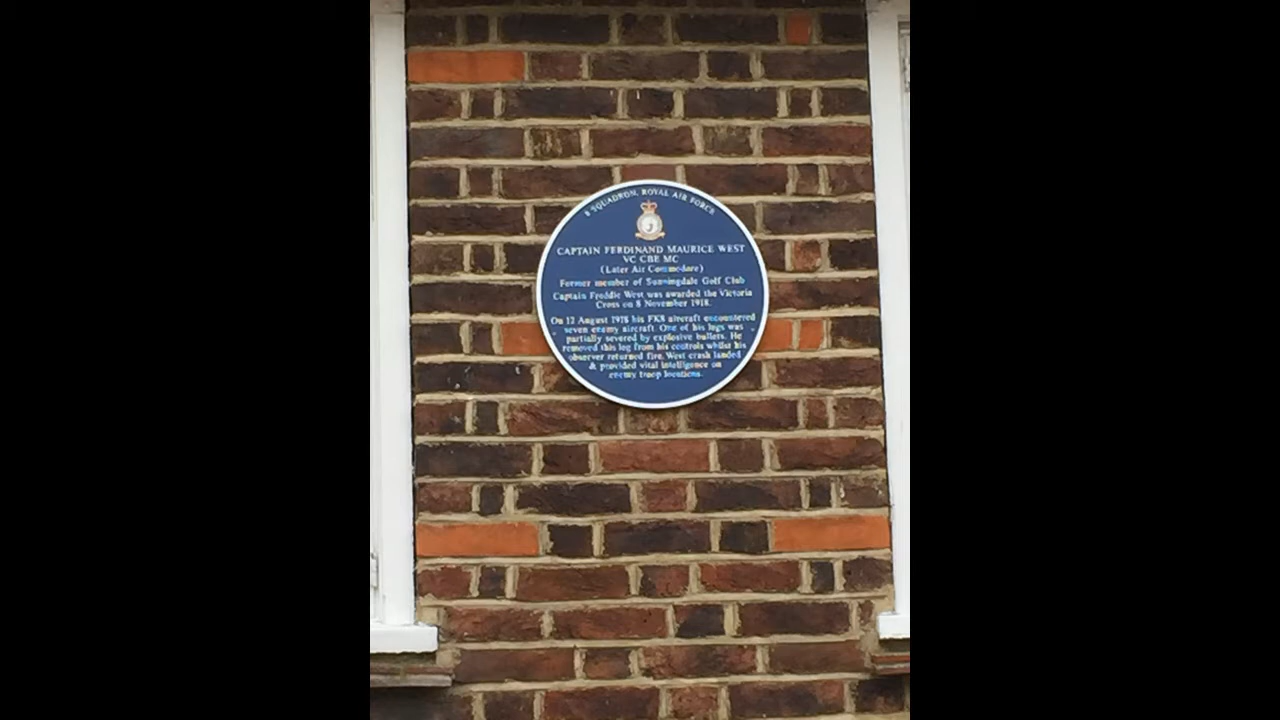 8 SQUADRON, ROYAL AIR FORCE
CAPTAIN FERDINAND MAURICE WEST
VC CBE MC
(Later Air Commodore)
Former member of Sunningdale Golf Club
Captain Freddie West was awarded the Victoria
Cross on 8 November 1918.
On 12 August 1918 his FK8 aircraft encountered
seven enemy aircraft. One of his legs was
partially severed by explosive bullets. He
removed this leg from his controls whilst his
observer returned fire. West crash landed
& provided vital intelligence on
enemy troop locations.